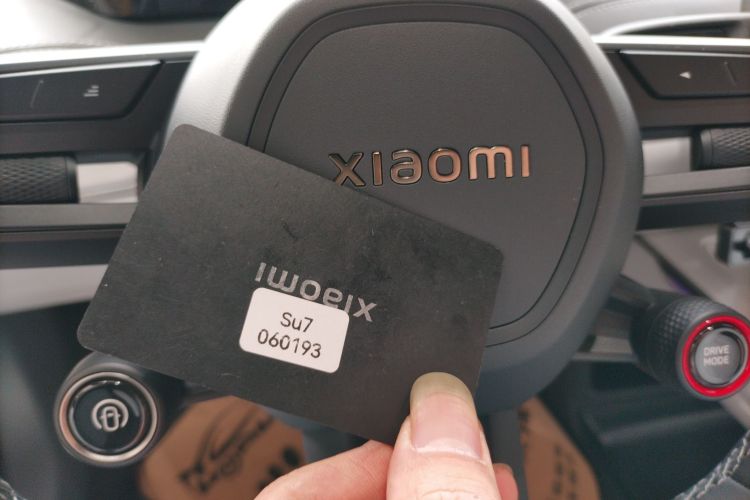 xiaomi
xiaomi
Su7
060193
DRIVE
MODE